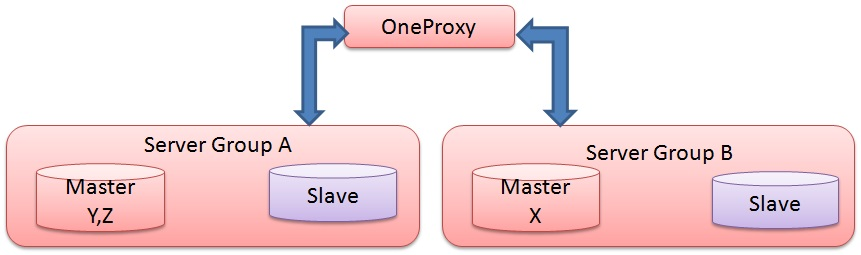 OneProxy
Server Group A
Master
Y,Z
Slave
Server Group B
Master
X
Slave